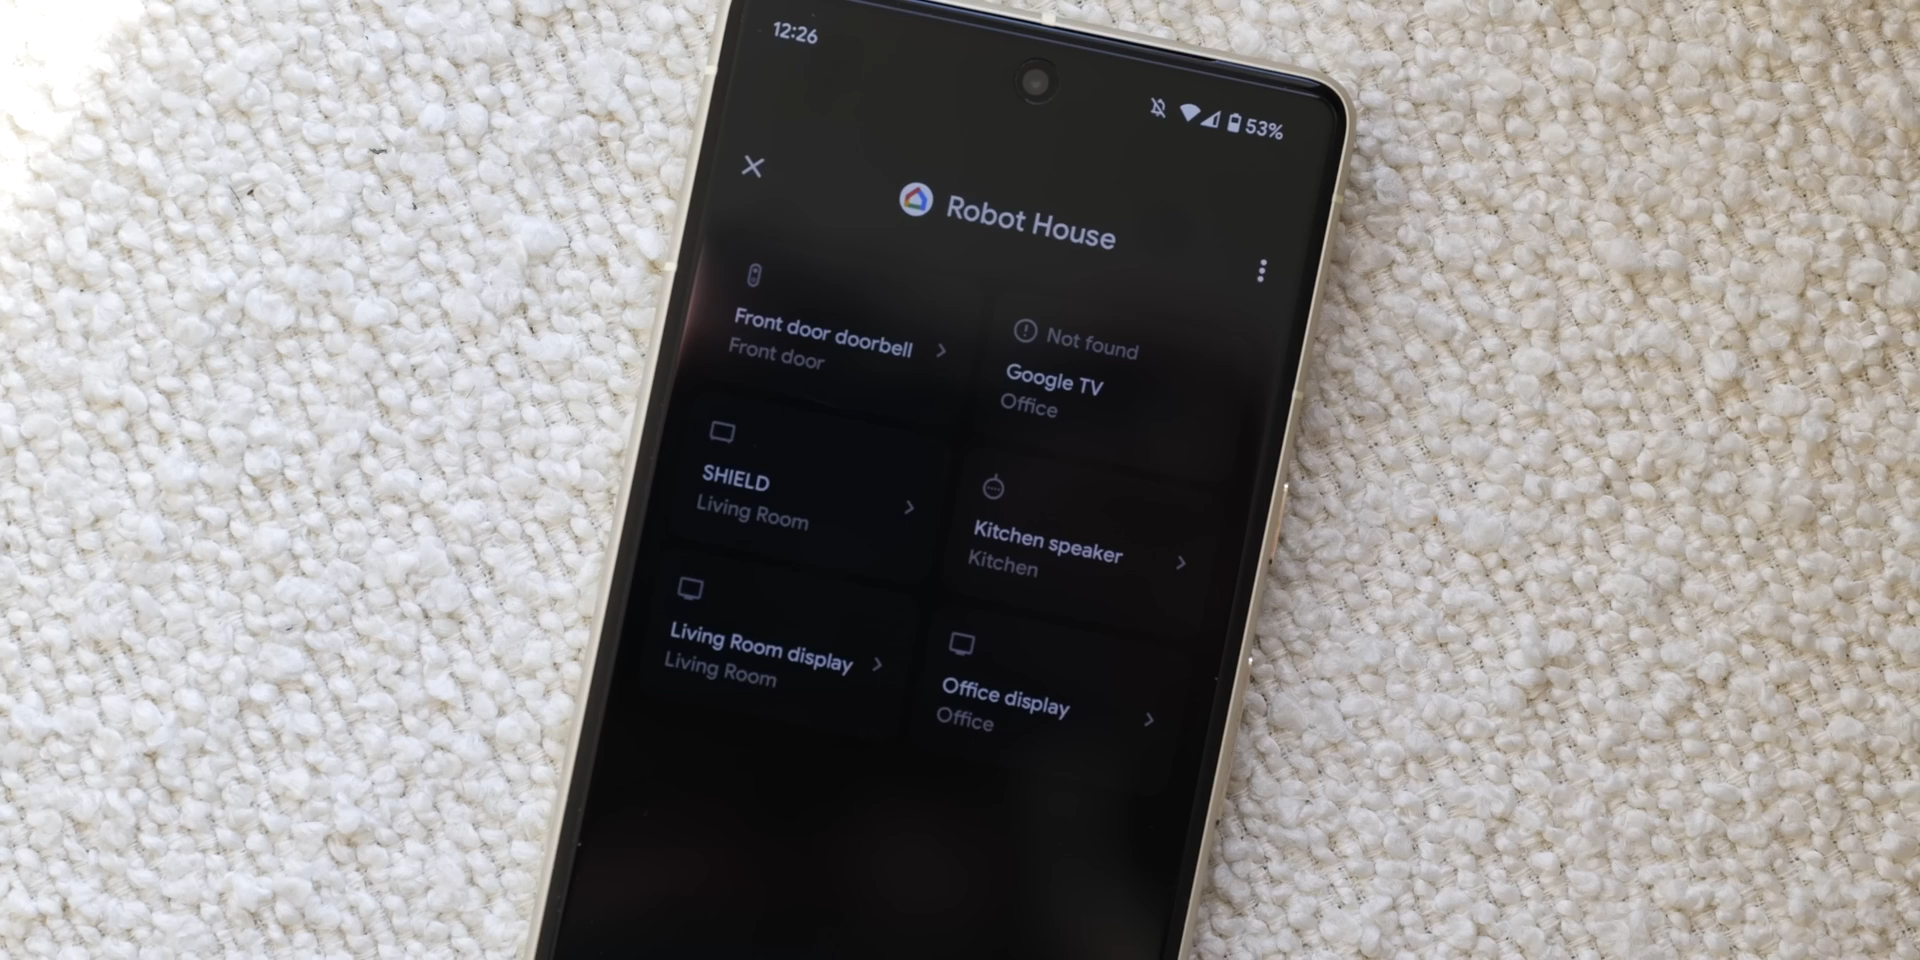 12:26
53%
Robot House
Front door doorbell
Front door
Not found
Google TV
Office
SHIELD
Living Room
Kitchen speaker
Kitchen
Living Room display
Living Room
Office display
Office